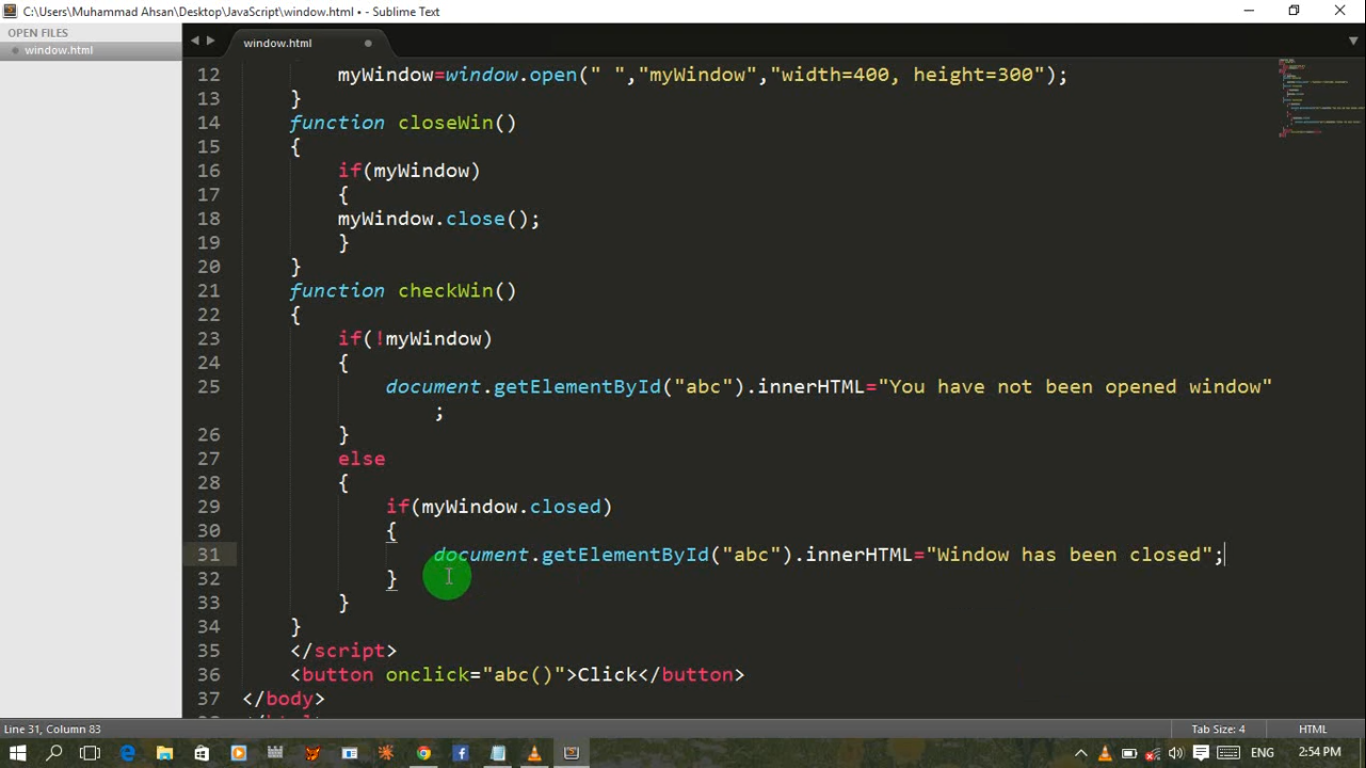 C:\Users\Muhammad Ahsan\Desktop\JavaScript\window.html • - Sublime Text
OPEN FILES
window.html
window.html
12 myWindow=window.open(" ","myWindow","width=400, height=300");
13 }
14 function closeWin()
15 {
16 if(myWindow)
17 {
18 myWindow.close();
19 }
20 }
21 function checkWin()
22 {
23 if(!myWindow)
24 {
25 document.getElementById("abc").innerHTML="You have not been opened window"
;
26 }
27 else
28 {
29 if(myWindow.closed)
30 {
31 document.getElementById("abc").innerHTML="Window has been closed";
32 }
33 }
34 }
35 </script>
36 <button onclick="abc()">Click</button>
37 </body>
Line 31, Column 83
Tab Size: 4
HTML
ENG
2:54 PM